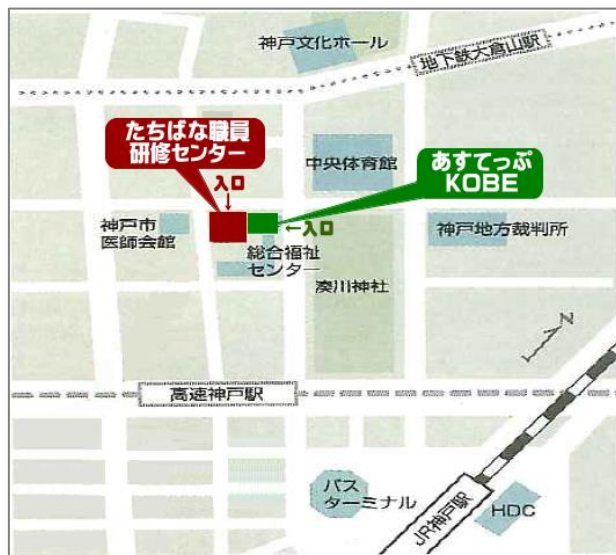 神戸文化ホール
地下鉄大倉山駅
たちばな職員
研修センター
中央体育館
あすてっぷ
KOBE
入口
↓
神戸市
医師会館
←入口
総合福祉
センター
神戸地方裁判所
湊川神社
N
高速神戸駅
バス
ターミナル
JR神戸駅
HDC